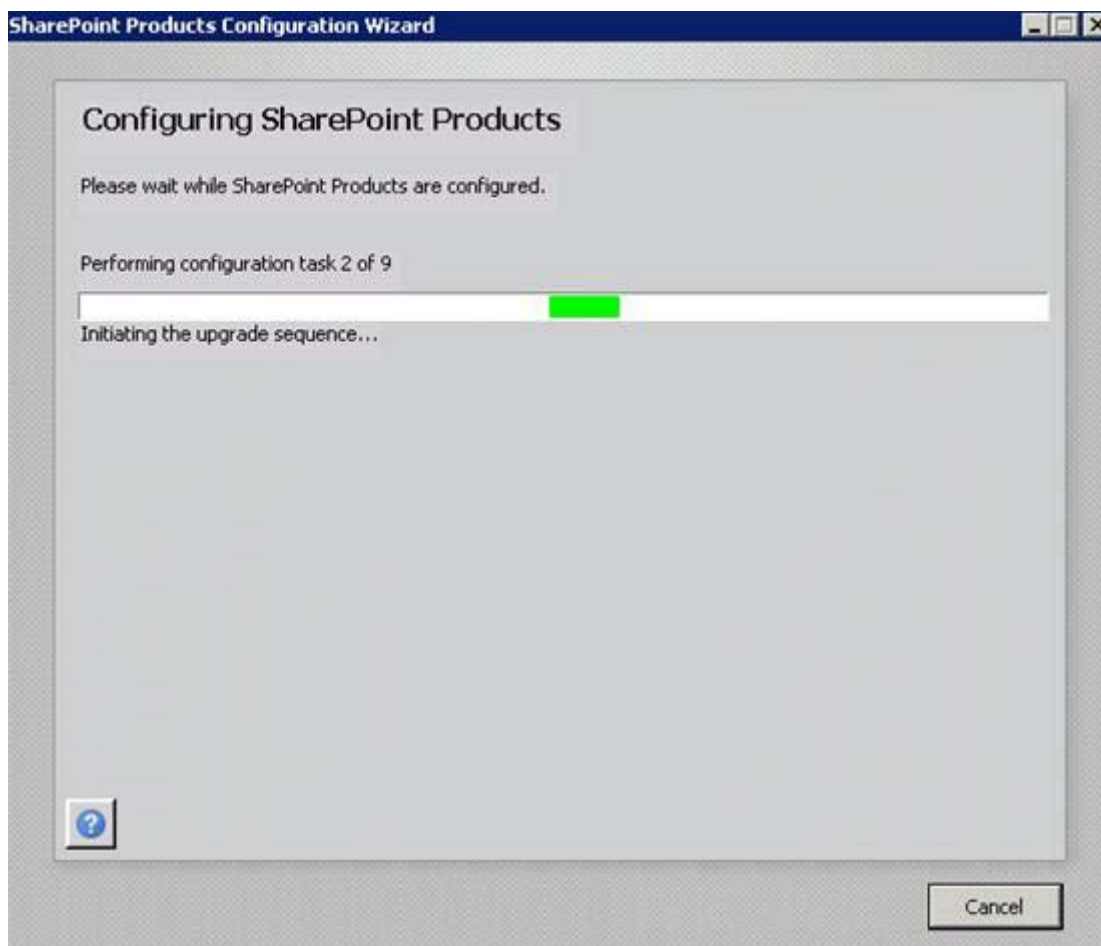 SharePoint Products Configuration Wizard
Configuring SharePoint Products
Please wait while SharePoint Products are configured.
Performing configuration task 2 of 9
Initiating the upgrade sequence...
?
Cancel